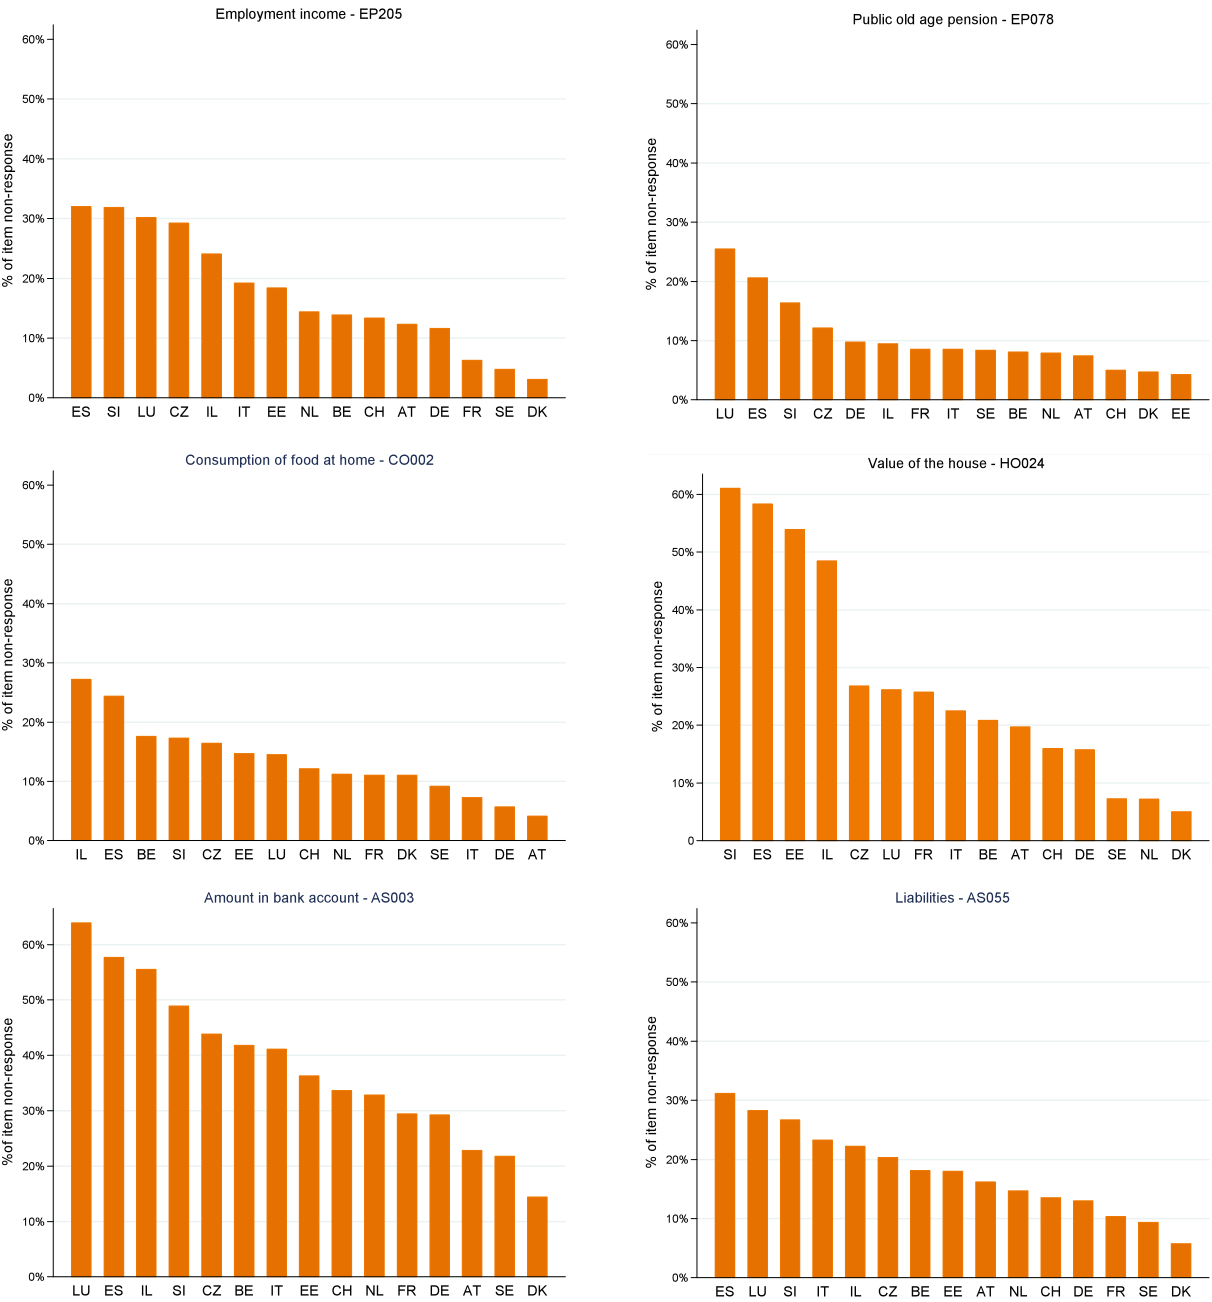 Employment income - EP205
% of item non-response
60%
50%
40%
30%
20%
10%
0%
ES SI LU CZ IL IT EE NL BE CH AT DE FR SE DK
Public old age pension - EP078
% of item non-response
60%
50%
40%
30%
20%
10%
0%
LU ES SI CZ DE IL FR IT SE BE NL AT CH DK EE
Consumption of food at home - CO002
% of item non-response
60%
50%
40%
30%
20%
10%
0%
IL ES BE SI CZ EE LU CH NL FR DK SE IT DE AT
Value of the house - HO024
% of item non-response
60%
50%
40%
30%
20%
10%
0
SI ES EE IL CZ LU FR IT BE AT CH DE SE NL DK
Amount in bank account - AS003
%of item non-response
60%
50%
40%
30%
20%
10%
0%
LU ES IL SI CZ BE IT EE CH NL FR DE AT SE DK
Liabilities - AS055
% of item non-response
60%
50%
40%
30%
20%
10%
0%
ES LU SI IT IL CZ BE EE AT NL CH DE FR SE DK